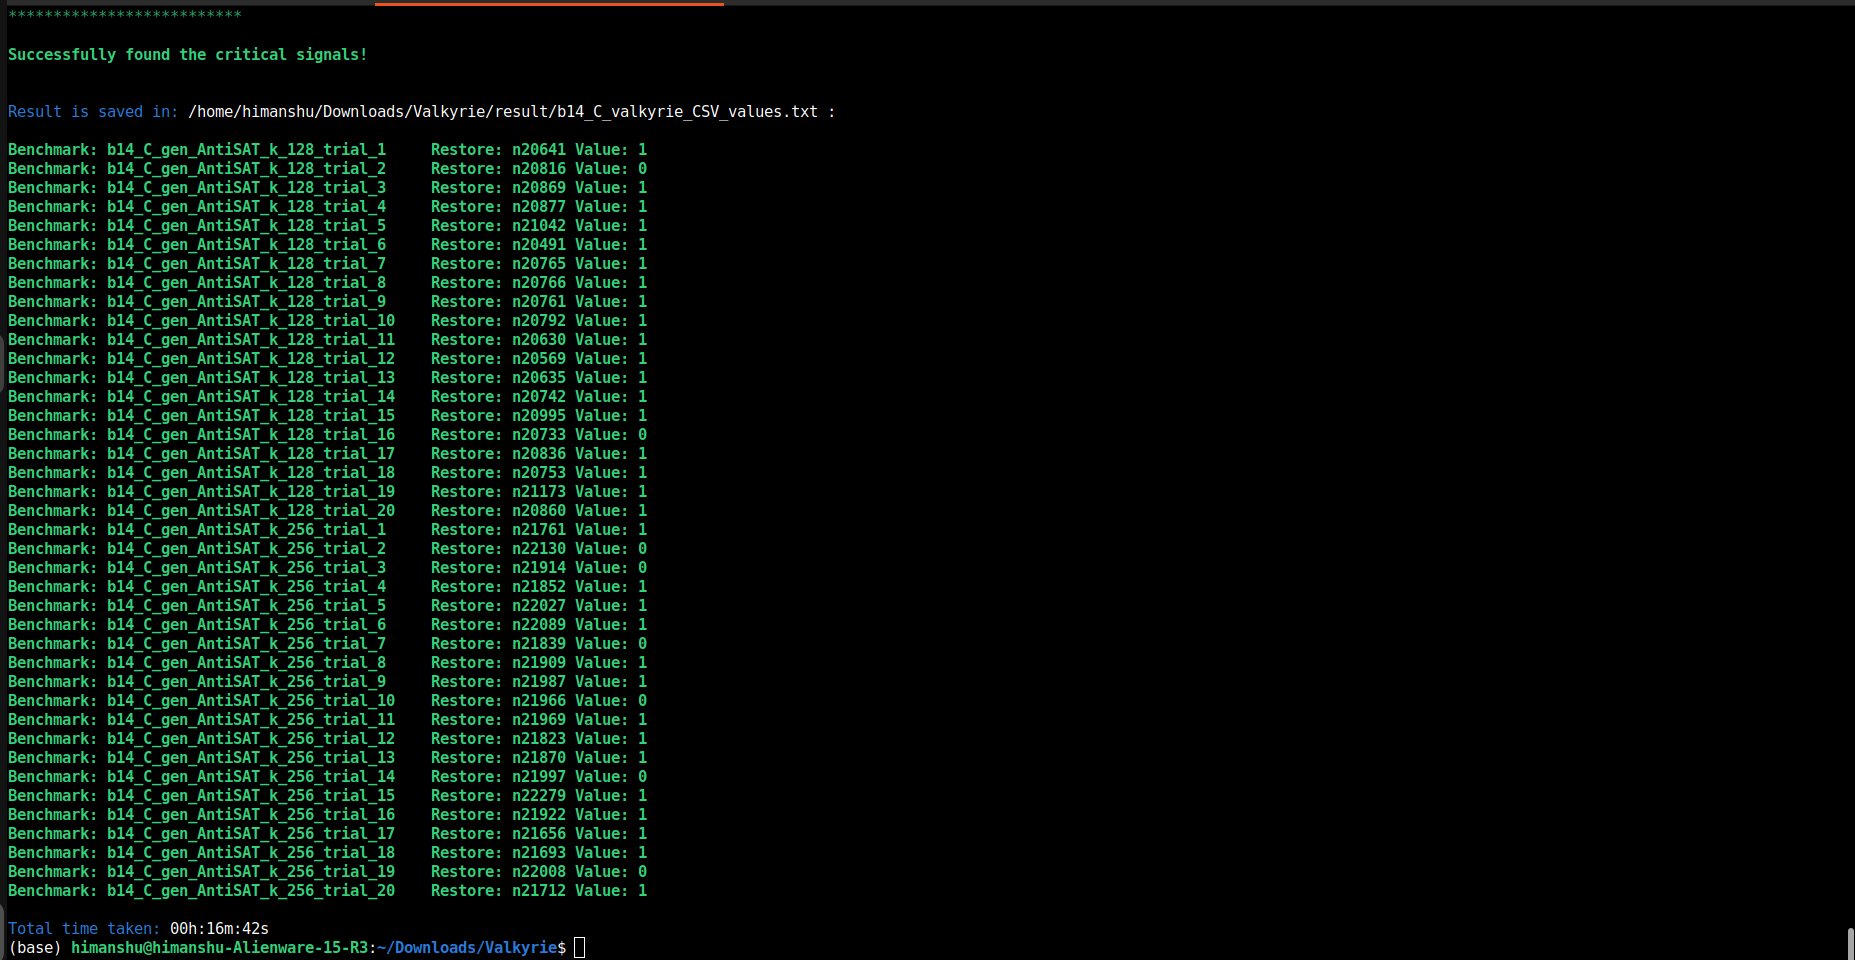 **************************
Successfully found the critical signals!
Result is saved in: /home/himanshu/Downloads/Valkyrie/result/b14_C_valkyrie_CSV_values.txt :
Benchmark: b14_C_gen_AntiSAT_k_128_trial_1     Restore: n20641 Value: 1
Benchmark: b14_C_gen_AntiSAT_k_128_trial_2     Restore: n20816 Value: 0
Benchmark: b14_C_gen_AntiSAT_k_128_trial_3     Restore: n20869 Value: 1
Benchmark: b14_C_gen_AntiSAT_k_128_trial_4     Restore: n20877 Value: 1
Benchmark: b14_C_gen_AntiSAT_k_128_trial_5     Restore: n21042 Value: 1
Benchmark: b14_C_gen_AntiSAT_k_128_trial_6     Restore: n20491 Value: 1
Benchmark: b14_C_gen_AntiSAT_k_128_trial_7     Restore: n20765 Value: 1
Benchmark: b14_C_gen_AntiSAT_k_128_trial_8     Restore: n20766 Value: 1
Benchmark: b14_C_gen_AntiSAT_k_128_trial_9     Restore: n20761 Value: 1
Benchmark: b14_C_gen_AntiSAT_k_128_trial_10    Restore: n20792 Value: 1
Benchmark: b14_C_gen_AntiSAT_k_128_trial_11    Restore: n20630 Value: 1
Benchmark: b14_C_gen_AntiSAT_k_128_trial_12    Restore: n20569 Value: 1
Benchmark: b14_C_gen_AntiSAT_k_128_trial_13    Restore: n20635 Value: 1
Benchmark: b14_C_gen_AntiSAT_k_128_trial_14    Restore: n20742 Value: 1
Benchmark: b14_C_gen_AntiSAT_k_128_trial_15    Restore: n20995 Value: 1
Benchmark: b14_C_gen_AntiSAT_k_128_trial_16    Restore: n20733 Value: 0
Benchmark: b14_C_gen_AntiSAT_k_128_trial_17    Restore: n20836 Value: 1
Benchmark: b14_C_gen_AntiSAT_k_128_trial_18    Restore: n20753 Value: 1
Benchmark: b14_C_gen_AntiSAT_k_128_trial_19    Restore: n21173 Value: 1
Benchmark: b14_C_gen_AntiSAT_k_128_trial_20    Restore: n20860 Value: 1
Benchmark: b14_C_gen_AntiSAT_k_256_trial_1     Restore: n21761 Value: 1
Benchmark: b14_C_gen_AntiSAT_k_256_trial_2     Restore: n22130 Value: 0
Benchmark: b14_C_gen_AntiSAT_k_256_trial_3     Restore: n21914 Value: 0
Benchmark: b14_C_gen_AntiSAT_k_256_trial_4     Restore: n21852 Value: 1
Benchmark: b14_C_gen_AntiSAT_k_256_trial_5     Restore: n22027 Value: 1
Benchmark: b14_C_gen_AntiSAT_k_256_trial_6     Restore: n22089 Value: 1
Benchmark: b14_C_gen_AntiSAT_k_256_trial_7     Restore: n21839 Value: 0
Benchmark: b14_C_gen_AntiSAT_k_256_trial_8     Restore: n21909 Value: 1
Benchmark: b14_C_gen_AntiSAT_k_256_trial_9     Restore: n21987 Value: 1
Benchmark: b14_C_gen_AntiSAT_k_256_trial_10    Restore: n21966 Value: 0
Benchmark: b14_C_gen_AntiSAT_k_256_trial_11    Restore: n21969 Value: 1
Benchmark: b14_C_gen_AntiSAT_k_256_trial_12    Restore: n21823 Value: 1
Benchmark: b14_C_gen_AntiSAT_k_256_trial_13    Restore: n21870 Value: 1
Benchmark: b14_C_gen_AntiSAT_k_256_trial_14    Restore: n21997 Value: 0
Benchmark: b14_C_gen_AntiSAT_k_256_trial_15    Restore: n22279 Value: 1
Benchmark: b14_C_gen_AntiSAT_k_256_trial_16    Restore: n21922 Value: 1
Benchmark: b14_C_gen_AntiSAT_k_256_trial_17    Restore: n21656 Value: 1
Benchmark: b14_C_gen_AntiSAT_k_256_trial_18    Restore: n21693 Value: 1
Benchmark: b14_C_gen_AntiSAT_k_256_trial_19    Restore: n22008 Value: 0
Benchmark: b14_C_gen_AntiSAT_k_256_trial_20    Restore: n21712 Value: 1
Total time taken: 00h:16m:42s
(base) himanshu@himanshu-Alienware-15-R3:~/Downloads/Valkyrie$